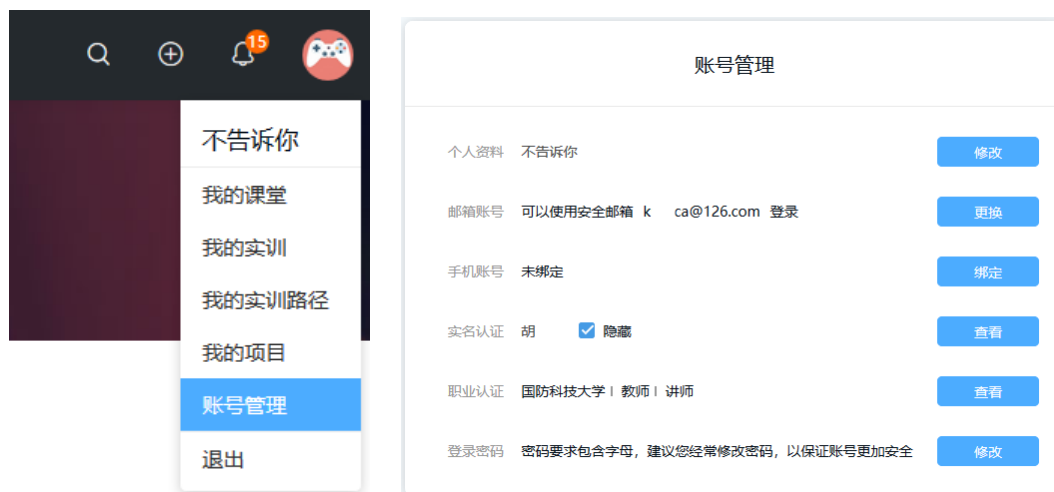 15
不告诉你
我的课堂
我的实训
我的实训路径
我的项目
账号管理
退出
账号管理
个人资料 不告诉你 修改
邮箱账号 可以使用安全邮箱 k ca@126.com 登录 更换
手机账号 未绑定 绑定
实名认证 胡 隐藏 查看
职业认证 国防科技大学 | 教师 | 讲师 查看
登录密码 密码要求包含字母，建议您经常修改密码，以保证账号更加安全 修改